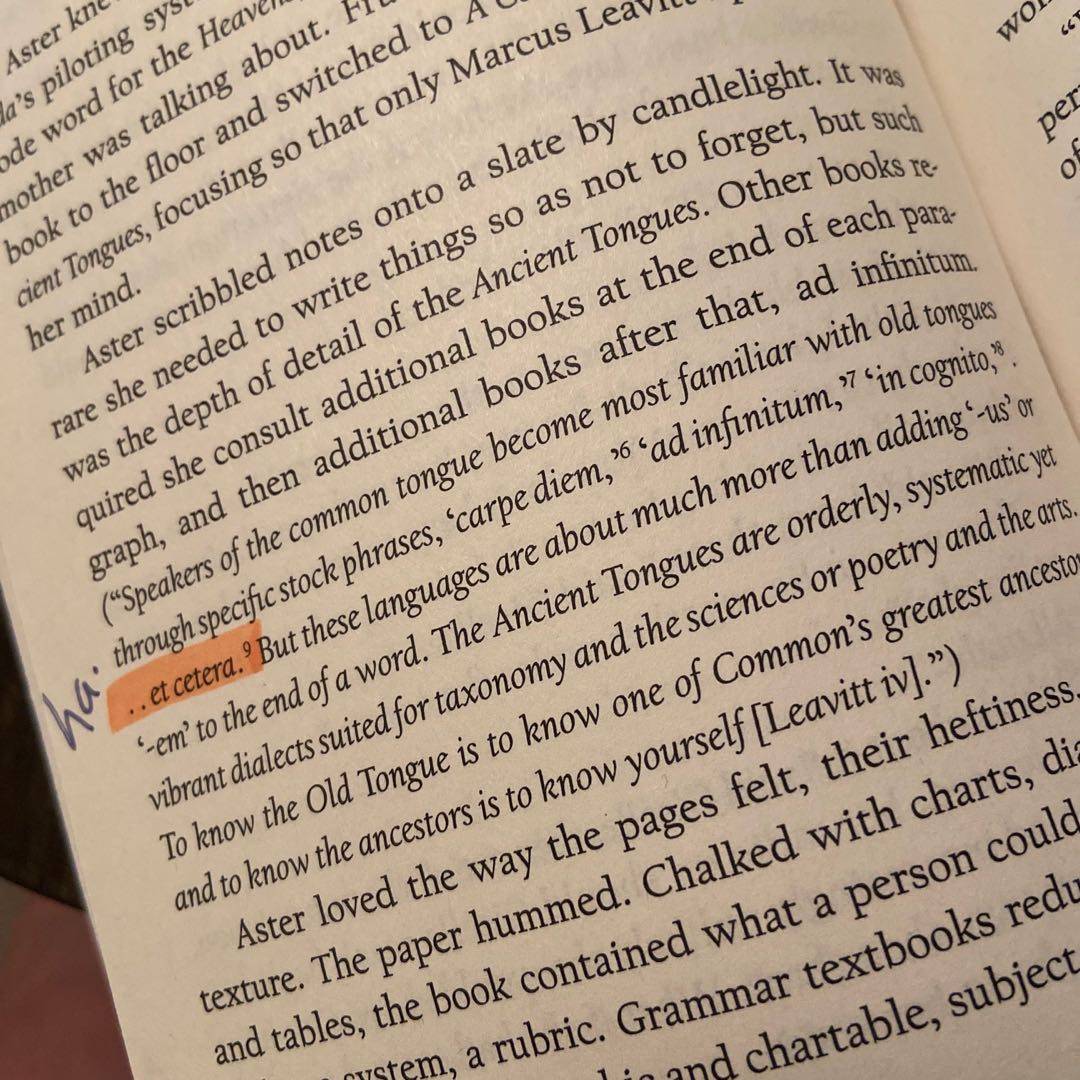 Aster kne
la's piloting syst
ode word for the Heaven
mother was talking about. Fr
book to the floor and switched to A C
cient Tongues, focusing so that only Marcus Leavitt
her mind.
Aster scribbled notes onto a slate by candlelight. It was
rare she needed to write things so as not to forget, but such
was the depth of detail of the Ancient Tongues. Other books re-
quired she consult additional books at the end of each para-
graph, and then additional books after that, ad infinitum.
(“Speakers of the common tongue become most familiar with old tongues
through specific stock phrases, ‘carpe diem,’6 ‘ad infinitum,’7 ‘in cognito,’8 .
. . et cetera.9 But these languages are about much more than adding ‘-us’ or
ha.
‘-em’ to the end of a word. The Ancient Tongues are orderly, systematic yet
vibrant dialects suited for taxonomy and the sciences or poetry and the arts.
To know the Old Tongue is to know one of Common’s greatest ancesto
and to know the ancestors is to know yourself [Leavitt iv].”)
Aster loved the way the pages felt, their heftiness.
texture. The paper hummed. Chalked with charts, dia
and tables, the book contained what a person could
system, a rubric. Grammar textbooks redu
and chartable, subject
wor
per
of